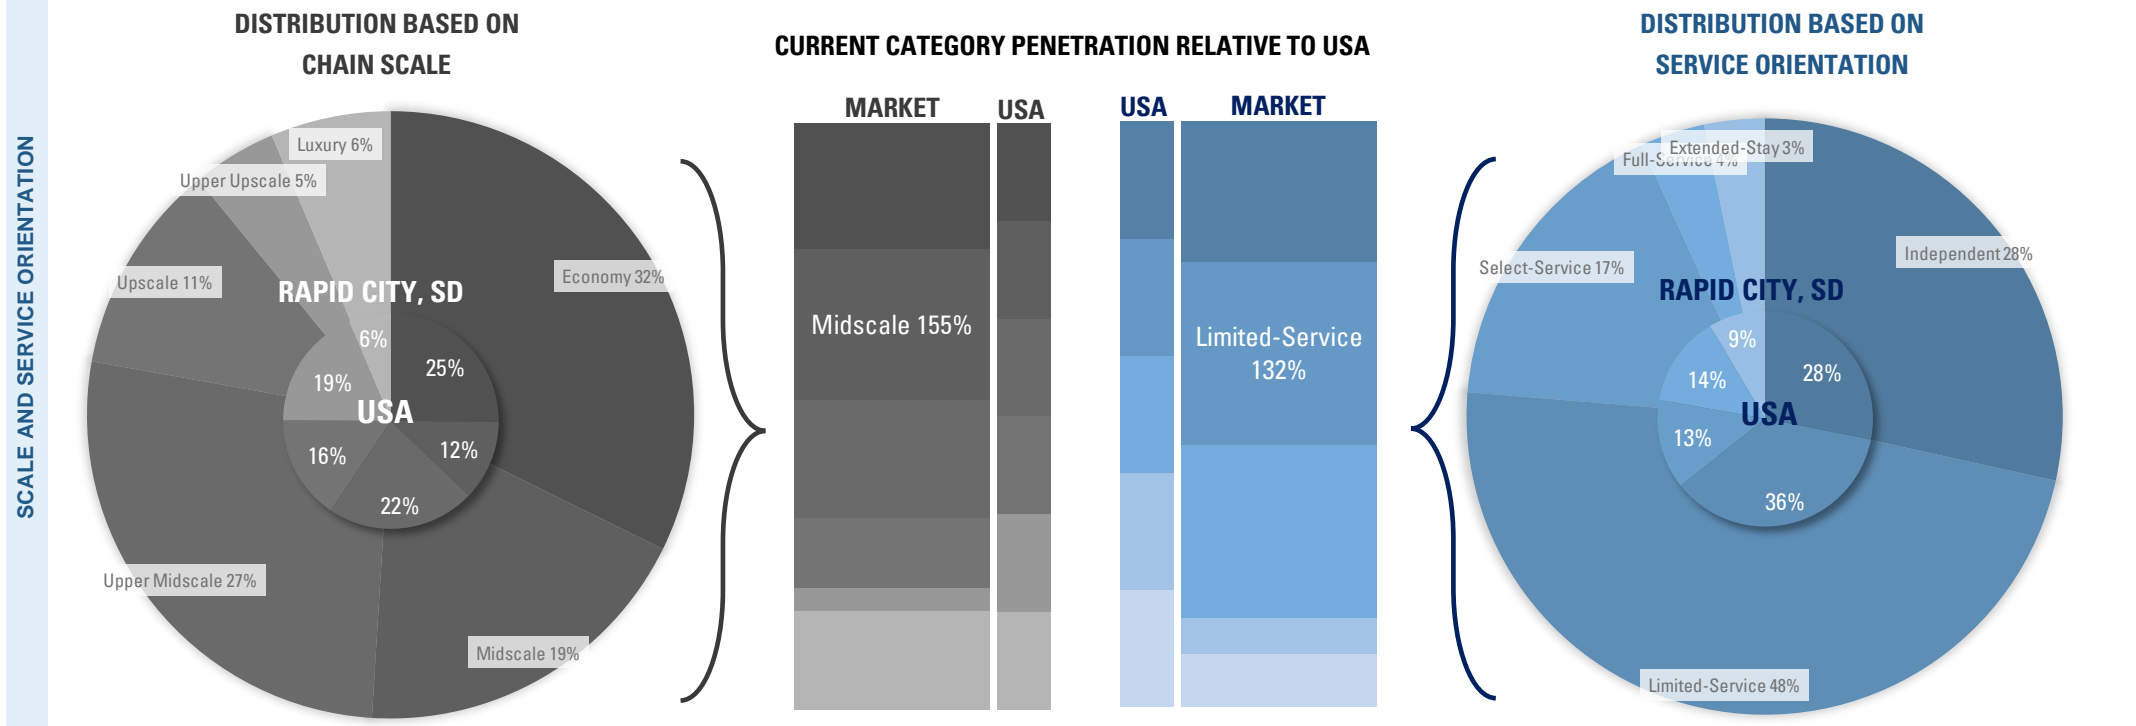 SCALE AND SERVICE ORIENTATION
DISTRIBUTION BASED ON
CHAIN SCALE
Luxury 6%
Upper Upscale 5%
Upscale 11%
Economy 32%
RAPID CITY, SD
6%
25%
19%
USA
12%
16%
22%
Upper Midscale 27%
Midscale 19%
CURRENT CATEGORY PENETRATION RELATIVE TO USA
MARKET
USA
Midscale 155%
USA
MARKET
Limited-Service
132%
DISTRIBUTION BASED ON
SERVICE ORIENTATION
Extended-Stay 3%
Full-Service 4%
Independent 28%
Select-Service 17%
RAPID CITY, SD
9%
28%
14%
USA
13%
36%
Limited-Service 48%